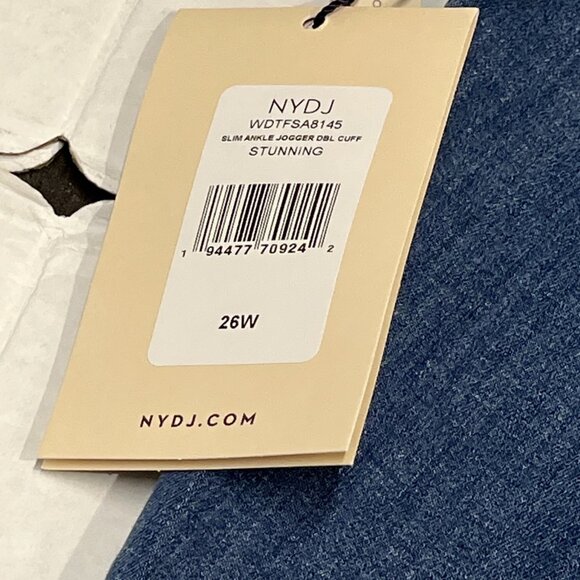 NYDJ
WDTFSA8145
SLIM ANKLE JOGGER DBL CUFF
STUNNING
1 94477 70924 2
26W
NYDJ.COM